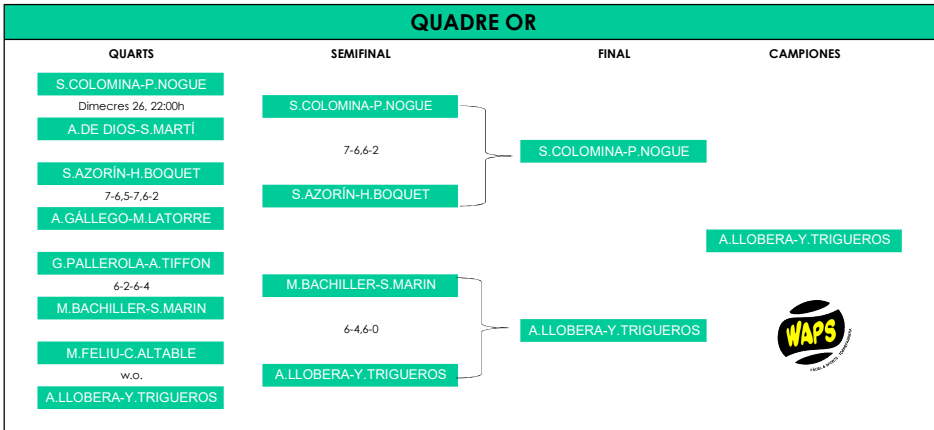 QUADRE OR
QUARTS SEMIFINAL FINAL CAMPIONES
S.COLOMINA-P.NOGUE
Dimecres 26, 22:00h
A.DE DIOS-S.MARTÍ
S.AZORÍN-H.BOQUET
7-6,5-7,6-2
A.GÁLLEGO-M.LATORRE
G.PALLEROLA-A.TIFFON
6-2-6-4
M.BACHILLER-S.MARIN
M.FELIU-C.ALTABLE
w.o.
A.LLOBERA-Y.TRIGUEROS
S.COLOMINA-P.NOGUE
7-6,6-2
S.AZORÍN-H.BOQUET
M.BACHILLER-S.MARIN
6-4,6-0
A.LLOBERA-Y.TRIGUEROS
S.COLOMINA-P.NOGUE
A.LLOBERA-Y.TRIGUEROS
A.LLOBERA-Y.TRIGUEROS
WAPS